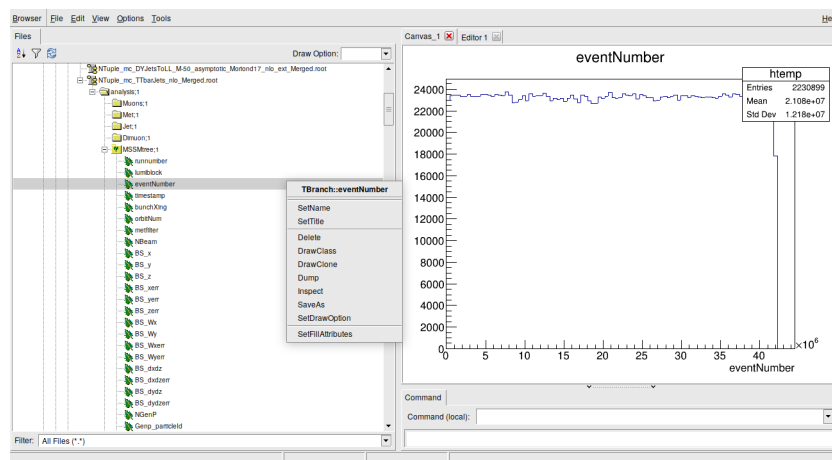 Browser File Edit View Options Tools
Files
Draw Option:
NTuple_mc_DYJetsToLL_M-50_asymptotic_Moriond17_nlo_ext_Merged.root
NTuple_mc_TTbarJets_nlo_Merged.root
analysis;1
Muons;1
Met;1
Jet;1
Dimuon;1
MSSMtree;1
runnumber
lumiblock
eventNumber
timestamp
bunchXing
orbitNum
metfilter
NBeam
BS_x
BS_y
BS_z
BS_xerr
BS_yerr
BS_zerr
BS_Wx
BS_Wy
BS_Wxerr
BS_Wyerr
BS_dxdz
BS_dxdzerr
BS_dydz
BS_dydzerr
NGenP
Genp_particleId
Filter: All Files (*.*)
TBranch::eventNumber
SetName
SetTitle
Delete
DrawClass
DrawClone
Dump
Inspect
SaveAs
SetDrawOption
SetFillAttributes
Canvas_1 Editor 1
eventNumber
htemp
Entries 2230899
Mean 2.108e+07
Std Dev 1.218e+07
24000
22000
20000
18000
16000
14000
12000
10000
8000
6000
4000
2000
0
0 5 10 15 20 25 30 35 40
×10^6
eventNumber
Command
Command (local):